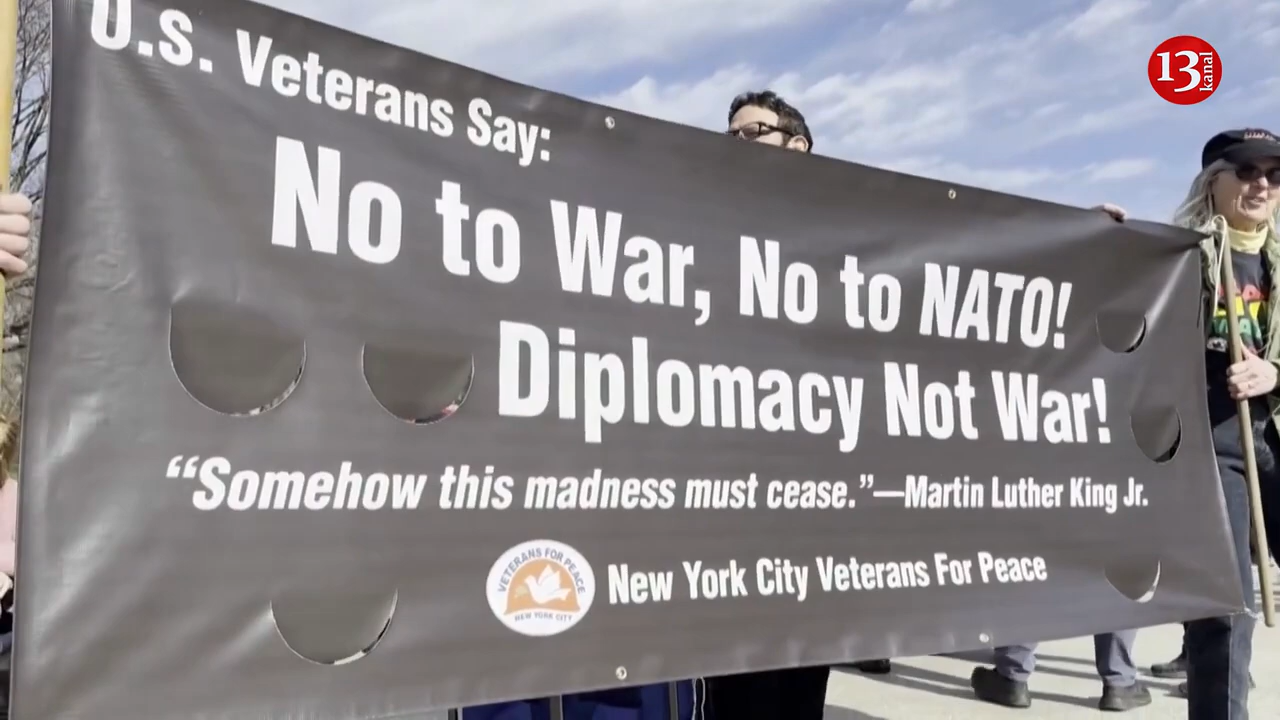 U.S. Veterans Say:
No to War, No to NATO!
Diplomacy Not War!
“Somehow this madness must cease.”—Martin Luther King Jr.
VETERANS FOR PEACE
NEW YORK CITY
New York City Veterans For Peace
13 kanal